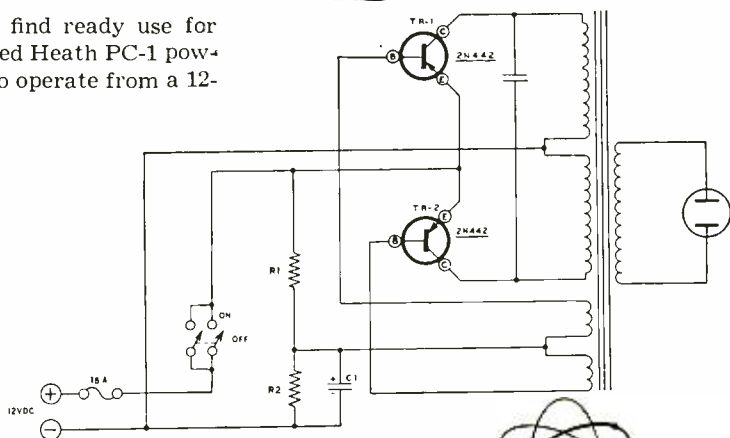 find ready use for
ed Heath PC-1 pow-
o operate from a 12-
TR-1
C
B
2N442
E
TR-2
E
B
2N442
C
R1
ON
OFF
15 A
+
12VDC
-
R2
+
C1
-